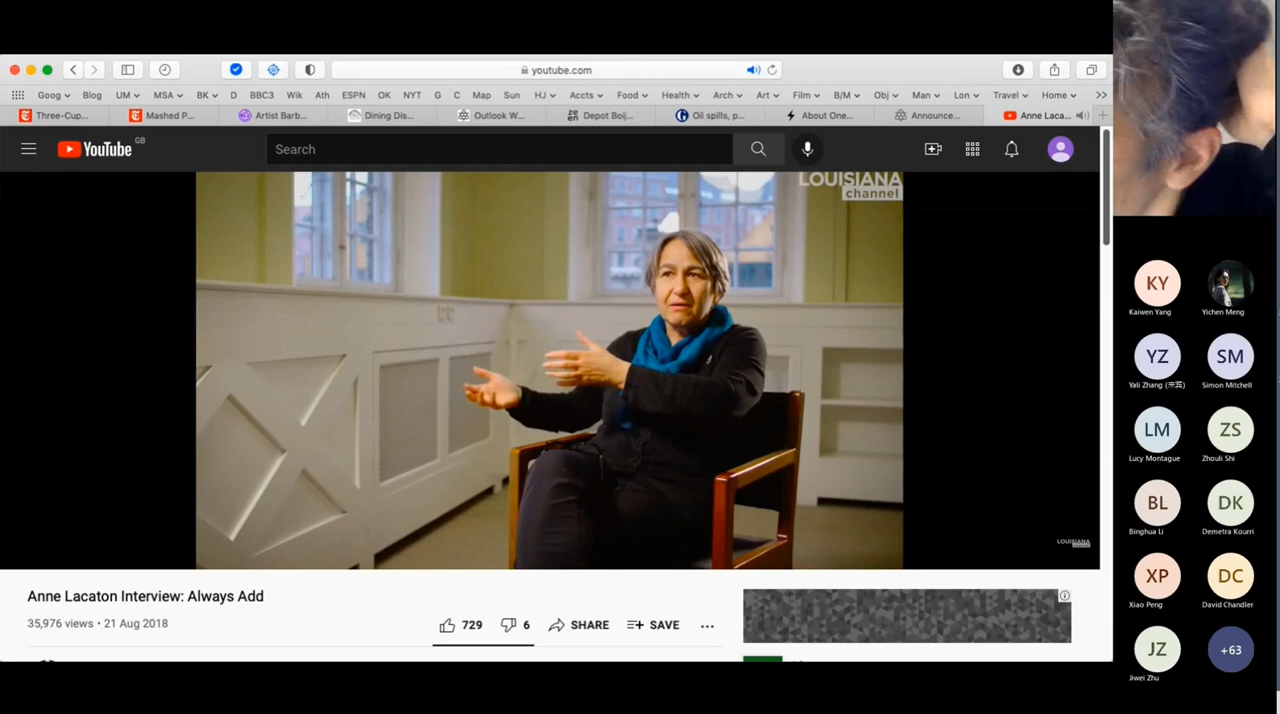 youtube.com
Goog Blog UM MSA BK D BBC3 Wik Ath ESPN OK NYT G C Map Sun HJ Accts Food Health Arch Art Film B/M Obj Man Lon Travel Home
Three-Cup... Mashed P... Artist Barb... Dining Dis... Outlook W... Depot Boij... Oil spills, p... About One... Announce... Anne Laca...
YouTube GB
Search
LOUISIANA
channel
LOUISIANA
channel
Anne Lacaton Interview: Always Add
35,976 views • 21 Aug 2018
729 6 SHARE SAVE ...
KY
Kaiwen Yang
Yichen Meng
YZ SM
Yali Zhang Simon Mitchell
LM ZS
Lucy Montague Zhouli Shi
BL DK
Binghua Li Demetra Kourri
XP DC
Xiao Peng David Chandler
JZ +63
Jiwei Zhu